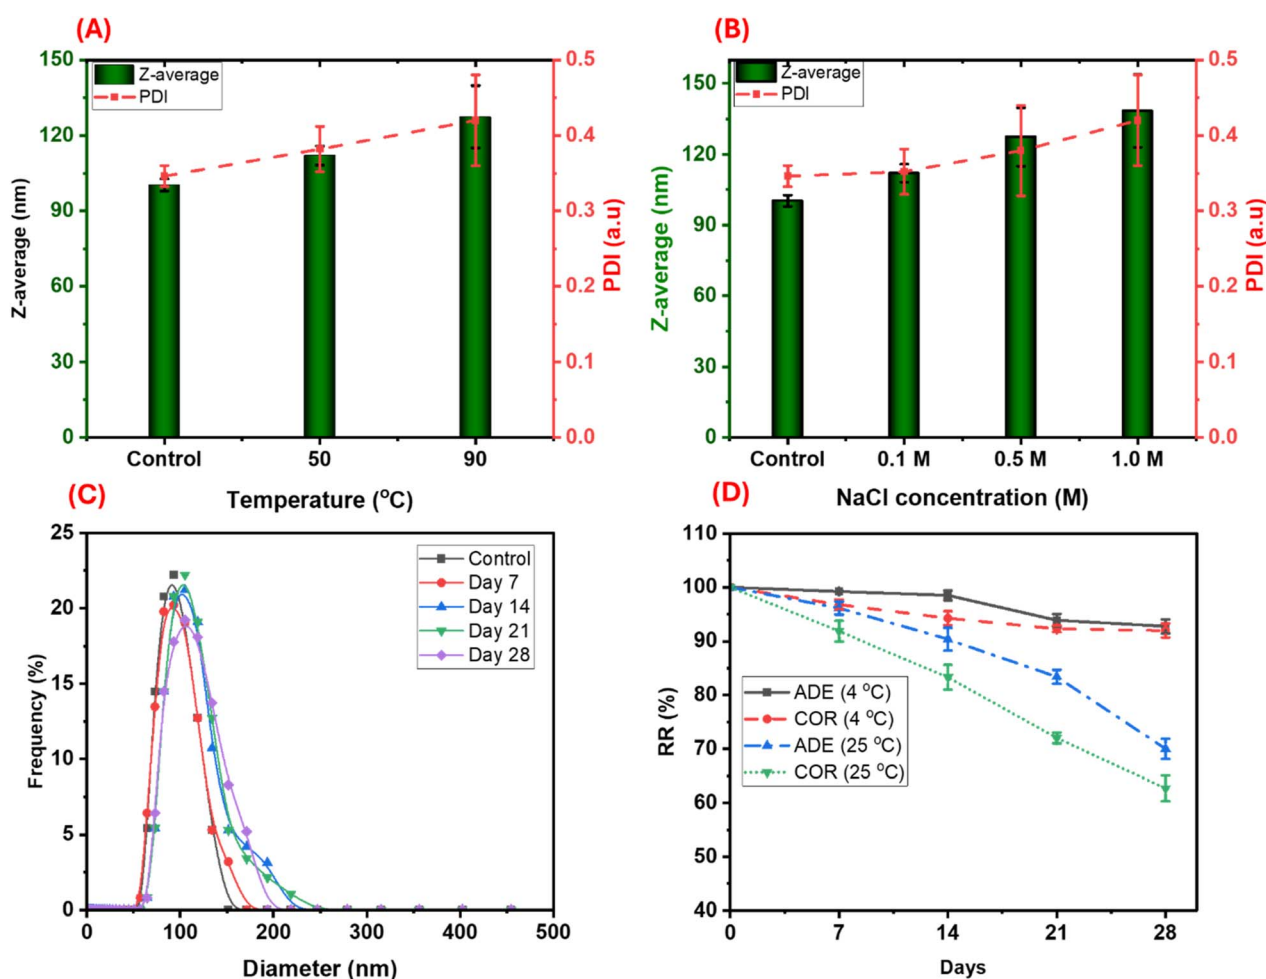 (A)
150
120
90
60
30
0
Z-average (nm)
Z-average
PDI
0.5
0.4
0.3
0.2
0.1
0.0
PDI (a.u)
Control 50 90
Temperature (°C)
(B)
150
120
90
60
30
0
Z-average (nm)
Z-average
PDI
0.5
0.4
0.3
0.2
0.1
0.0
PDI (a.u)
Control 0.1 M 0.5 M 1.0 M
NaCl concentration (M)
(C)
25
20
15
10
5
0
Frequency (%)
Control
Day 7
Day 14
Day 21
Day 28
0 100 200 300 400 500
Diameter (nm)
(D)
110
100
90
80
70
60
50
40
RR (%)
ADE (4 °C)
COR (4 °C)
ADE (25 °C)
COR (25 °C)
0 7 14 21 28
Days